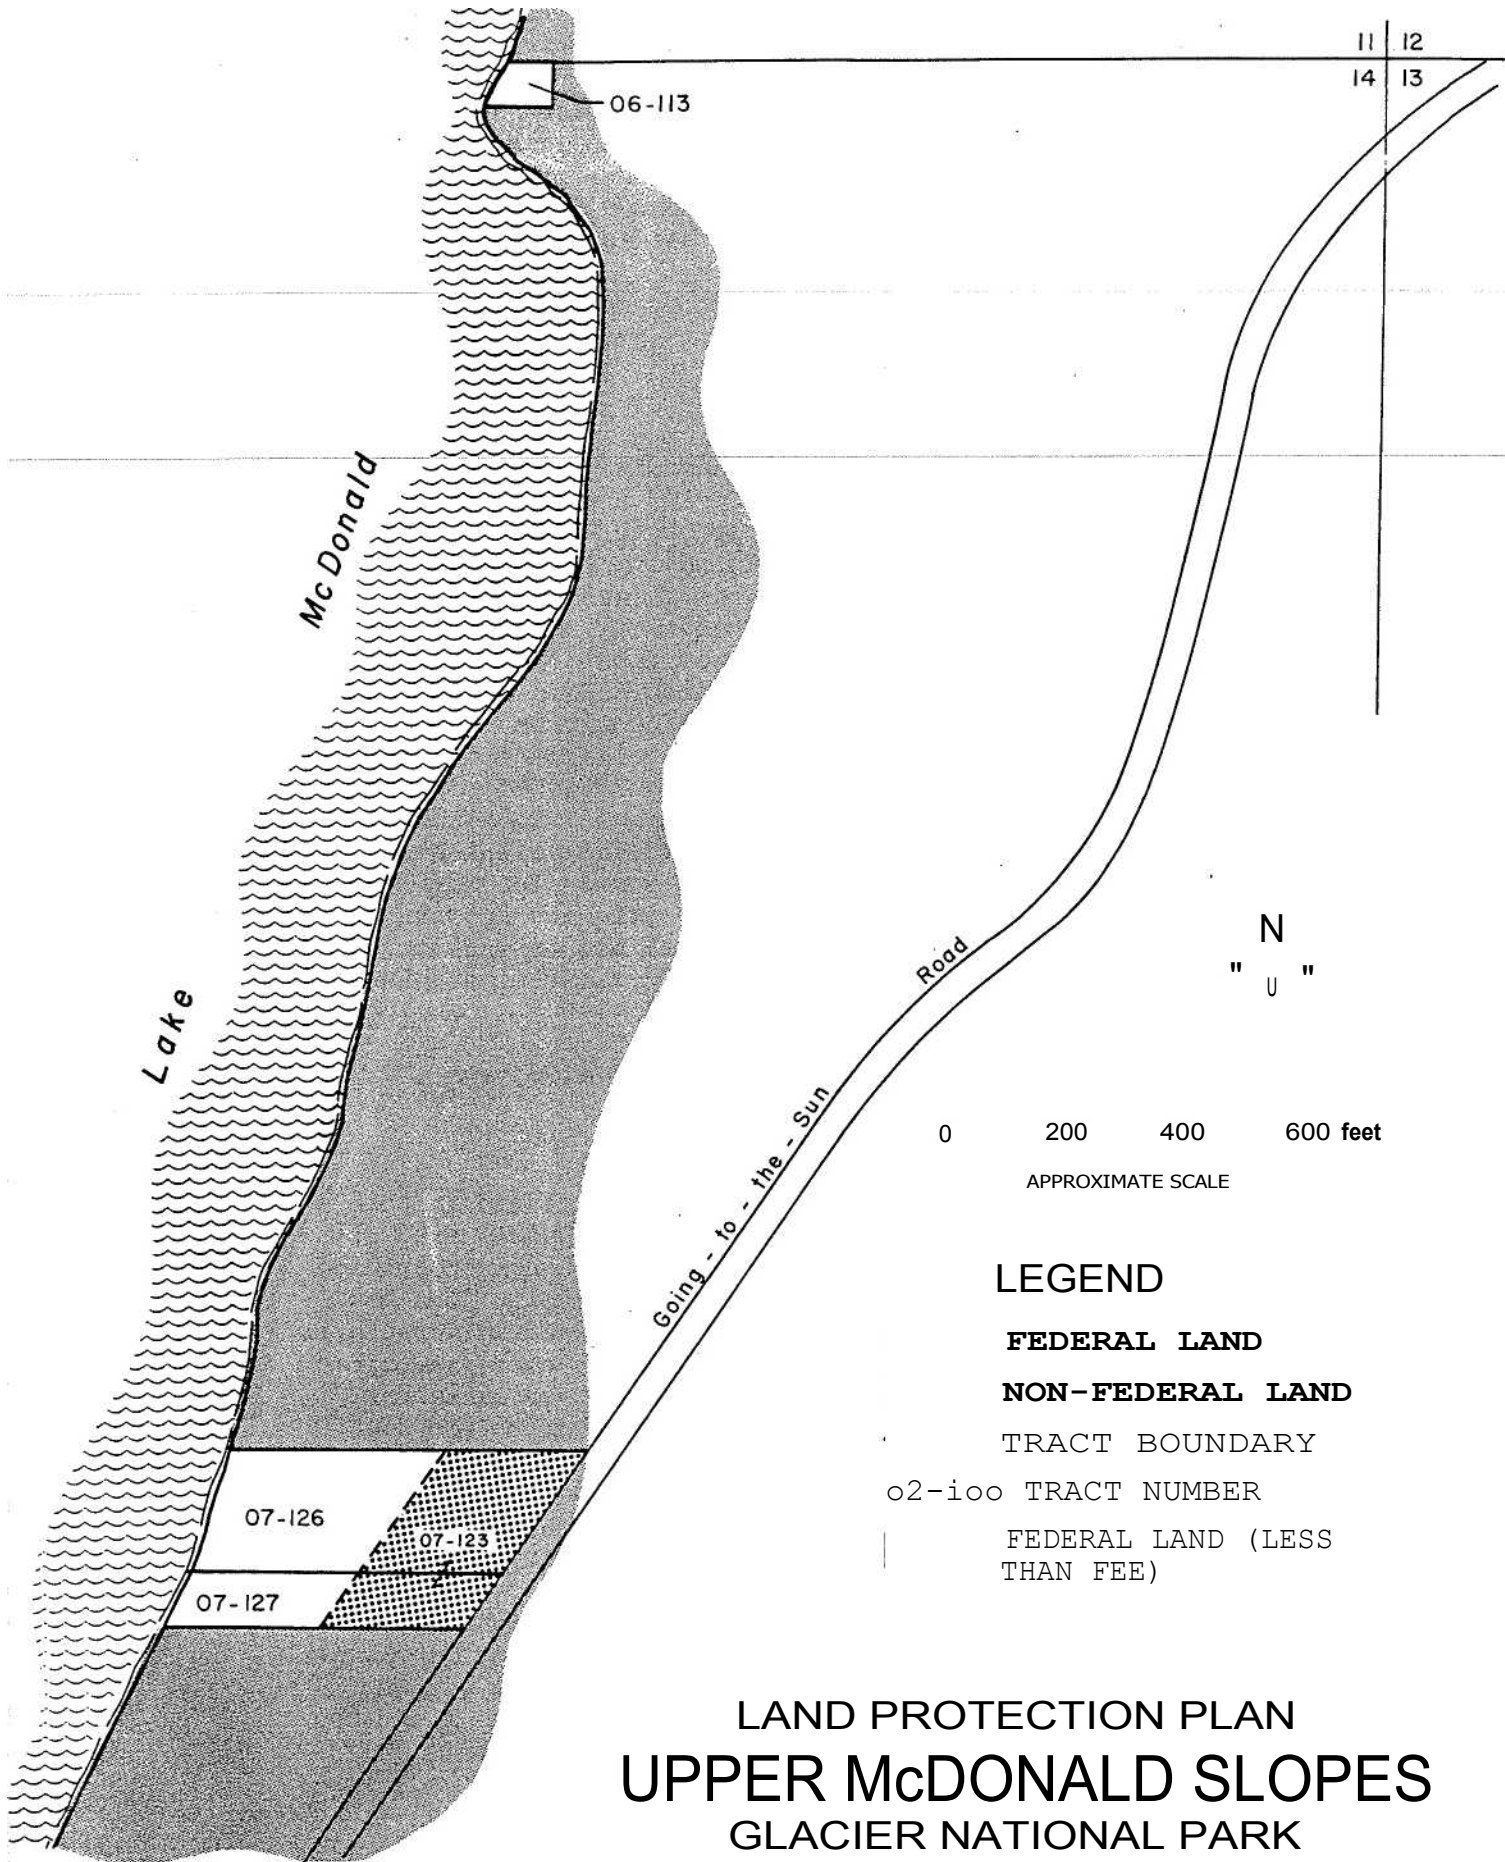 11 12
14 13
06-113
Lake McDonald
Going - to - the - Sun Road
N
" U "
0 200 400 600 feet
APPROXIMATE SCALE
LEGEND
FEDERAL LAND
NON-FEDERAL LAND
TRACT BOUNDARY
o2-ioo TRACT NUMBER
FEDERAL LAND (LESS
THAN FEE)
07-126
07-123
07-127
LAND PROTECTION PLAN
UPPER McDONALD SLOPES
GLACIER NATIONAL PARK